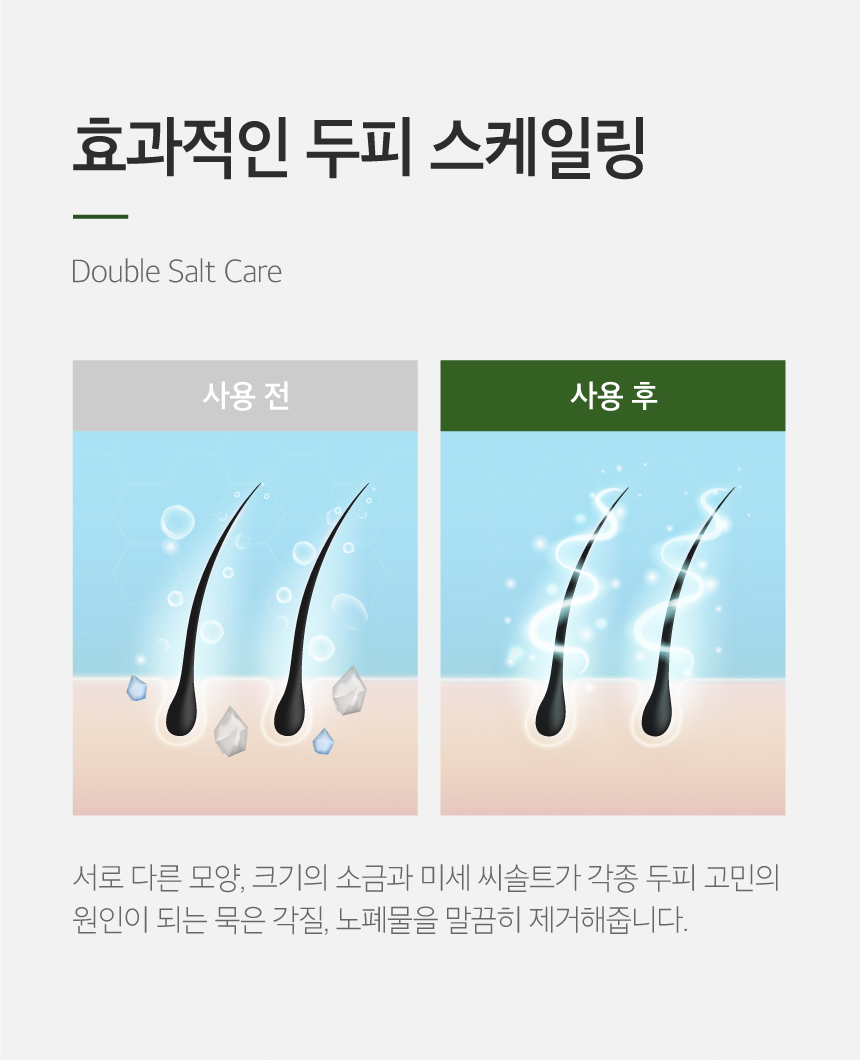 효과적인 두피 스케일링
Double Salt Care
사용 전
사용 후
서로 다른 모양, 크기의 소금과 미세 씨솔트가 각종 두피 고민의
원인이 되는 묵은 각질, 노폐물을 말끔히 제거해줍니다.